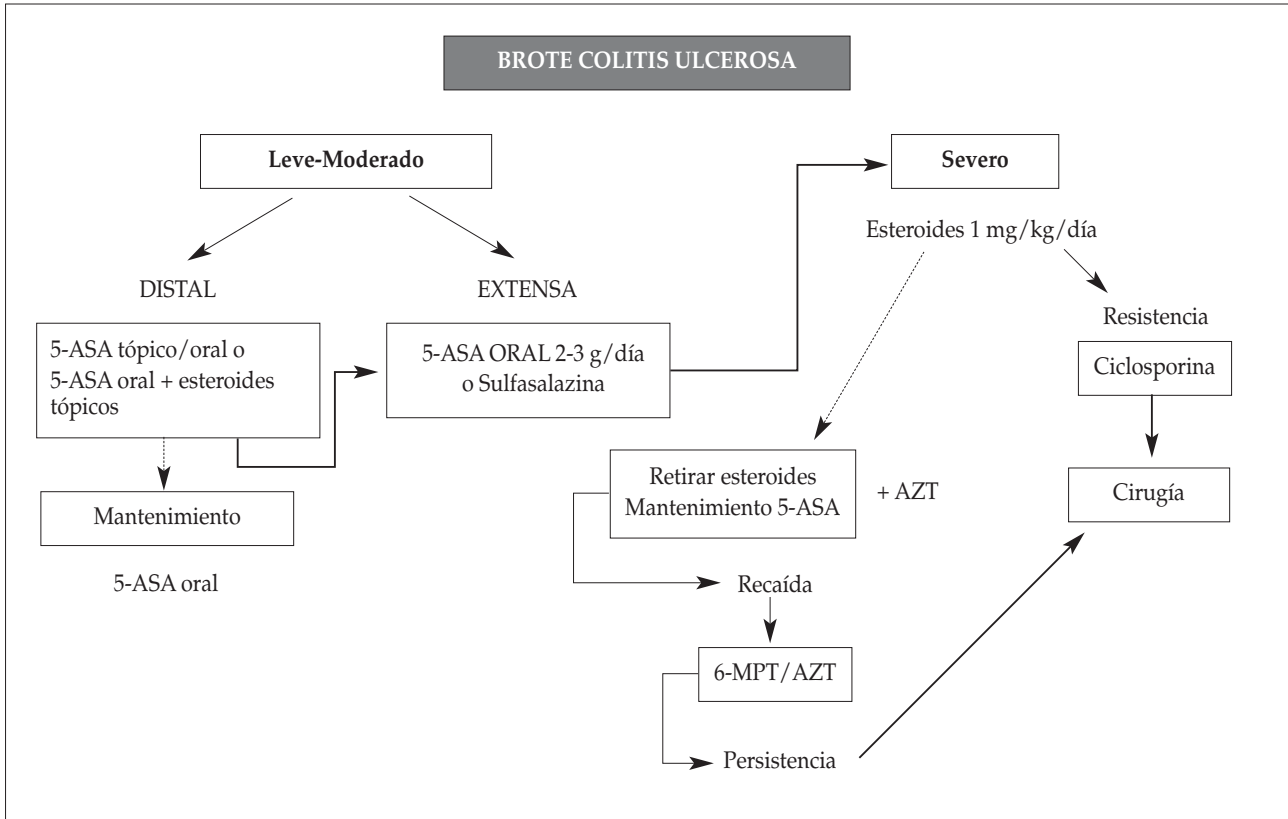 BROTE COLITIS ULCEROSA
Leve-Moderado
Severo
Esteroides 1 mg/kg/día
DISTAL
EXTENSA
Resistencia
5-ASA tópico/oral o
5-ASA oral + esteroides
tópicos
5-ASA ORAL 2-3 g/día
o Sulfasalazina
Ciclosporina
Retirar esteroides
Mantenimiento 5-ASA
+ AZT
Cirugía
Mantenimiento
5-ASA oral
Recaída
6-MPT/AZT
Persistencia